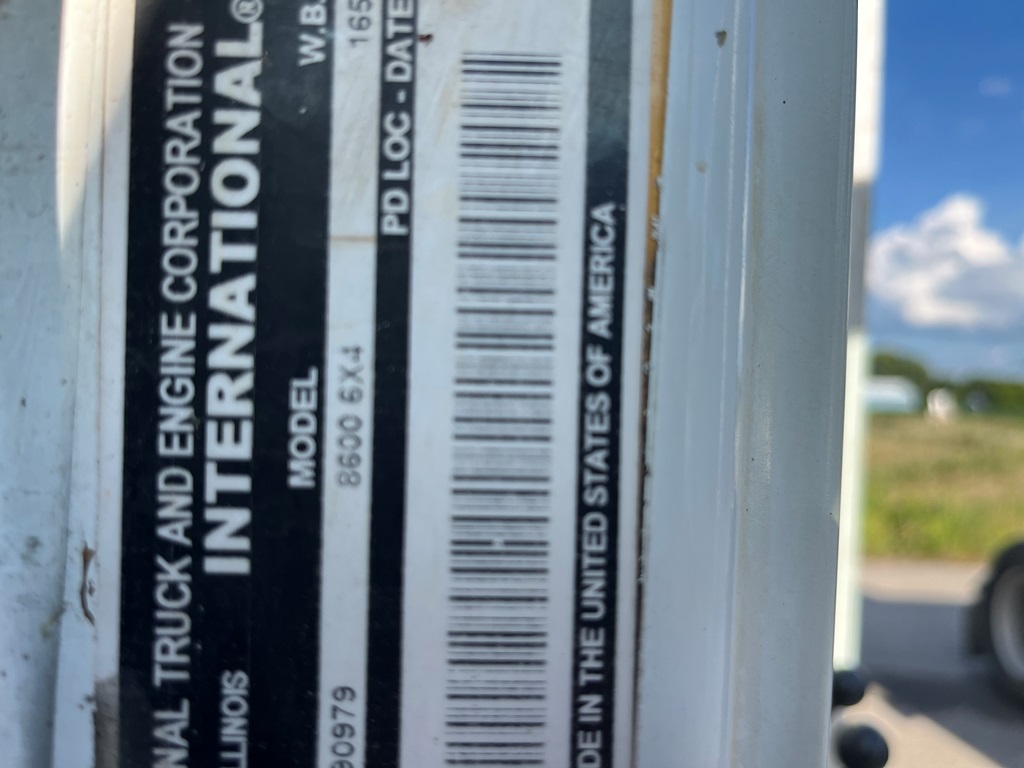 NAL TRUCK AND ENGINE CORPORATION
LLINOIS INTERNATIONAL®
MODEL W.B.
90979 8600 6X4 165
PD LOC - DATE
DE IN THE UNITED STATES OF AMERICA